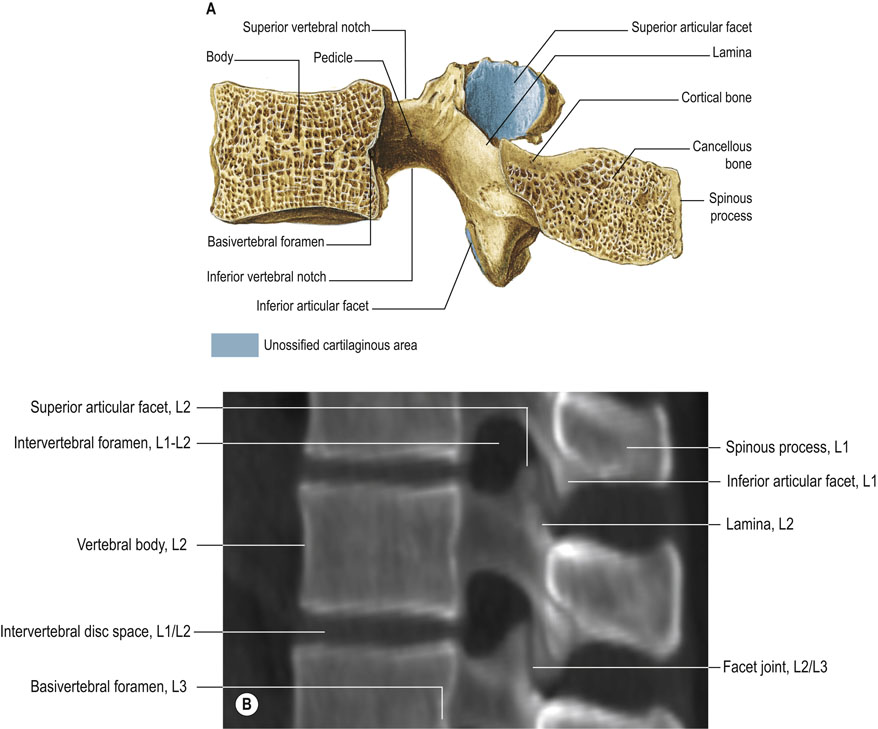 A
Superior vertebral notch
Superior articular facet
Body
Pedicle
Lamina
Cortical bone
Cancellous
bone
Spinous
process
Basivertebral foramen
Inferior vertebral notch
Inferior articular facet
Unossified cartilaginous area
Superior articular facet, L2
Intervertebral foramen, L1-L2
Spinous process, L1
Inferior articular facet, L1
Lamina, L2
Vertebral body, L2
Intervertebral disc space, L1/L2
Facet joint, L2/L3
Basivertebral foramen, L3
B